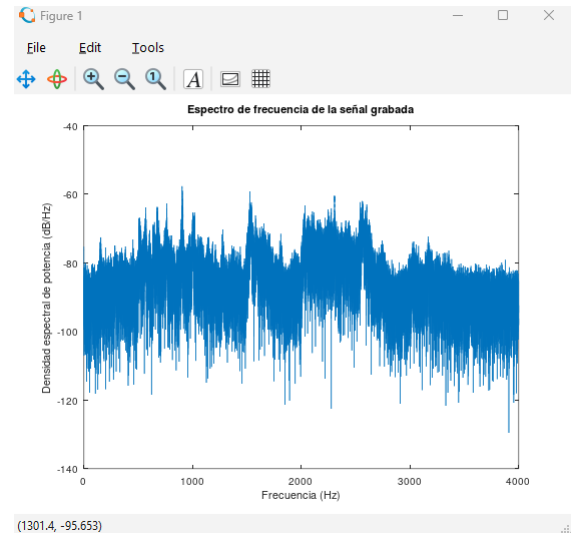 Figure 1
File Edit Tools
A
Espectro de frecuencia de la señal grabada
-40
-60
-80
-100
-120
-140
Densidad espectral de potencia (dB/Hz)
0 1000 2000 3000 4000
Frecuencia (Hz)
(1301.4, -95.653)